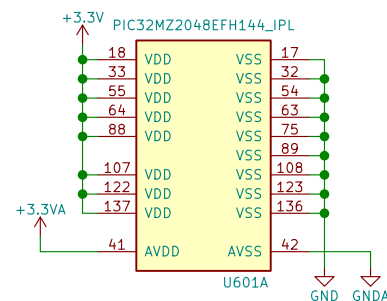 +3.3V
PIC32MZ2048EFH144_IPL
18 VDD VSS 17
33 VDD VSS 32
55 VDD VSS 54
64 VDD VSS 63
88 VDD VSS 75
VSS 89
107 VDD VSS 108
122 VDD VSS 123
137 VDD VSS 136
+3.3VA
41 AVDD AVSS 42
U601A
GND GNDA